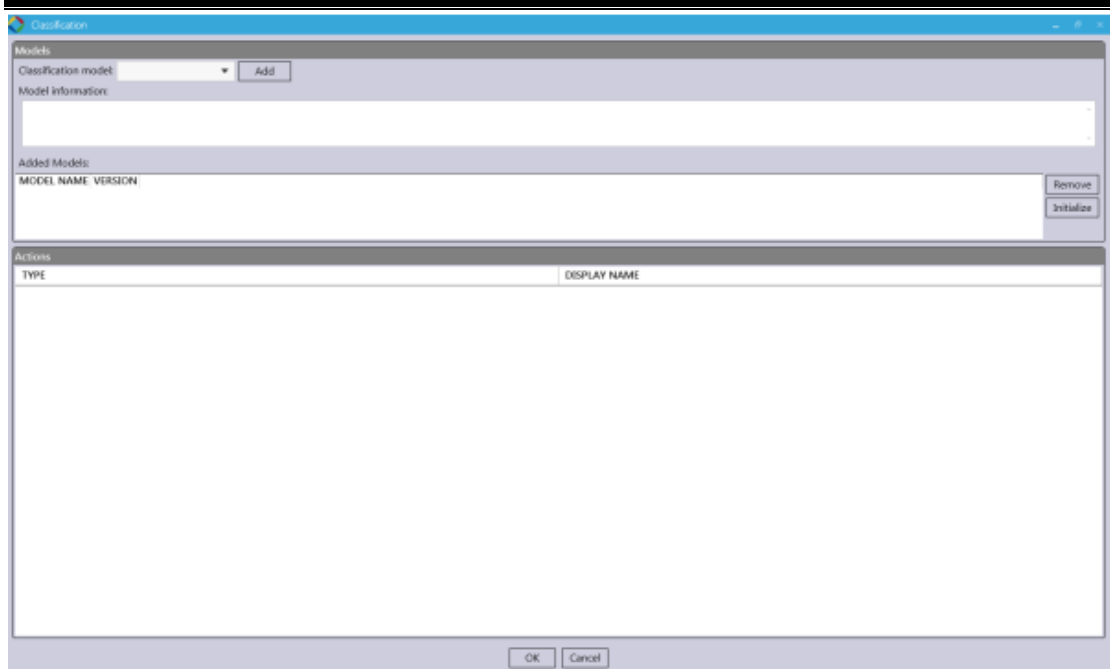 Classification
Models
Classification model: Add
Model information:
Added Models:
MODEL NAME VERSION
Remove
Initialize
Actions
TYPE DISPLAY NAME
OK Cancel